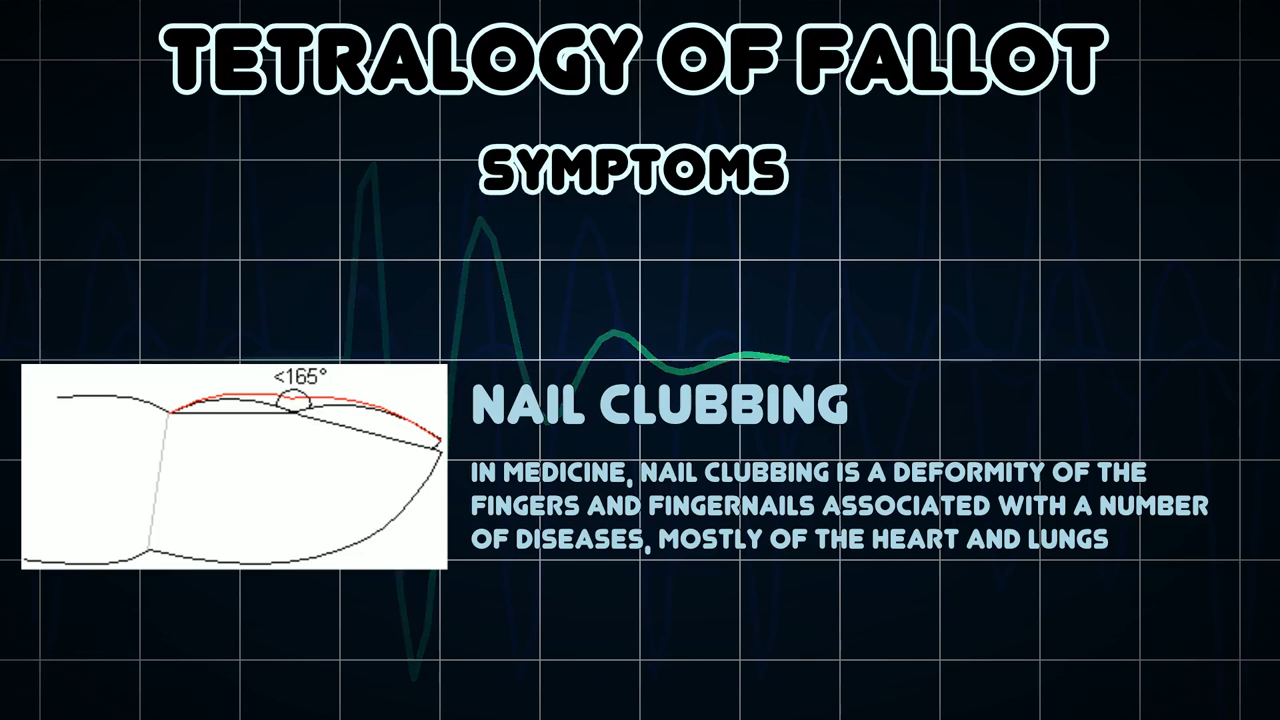 TETRALOGY OF FALLOT
SYMPTOMS
<165°
NAIL CLUBBING
IN MEDICINE, NAIL CLUBBING IS A DEFORMITY OF THE
FINGERS AND FINGERNAILS ASSOCIATED WITH A NUMBER
OF DISEASES, MOSTLY OF THE HEART AND LUNGS